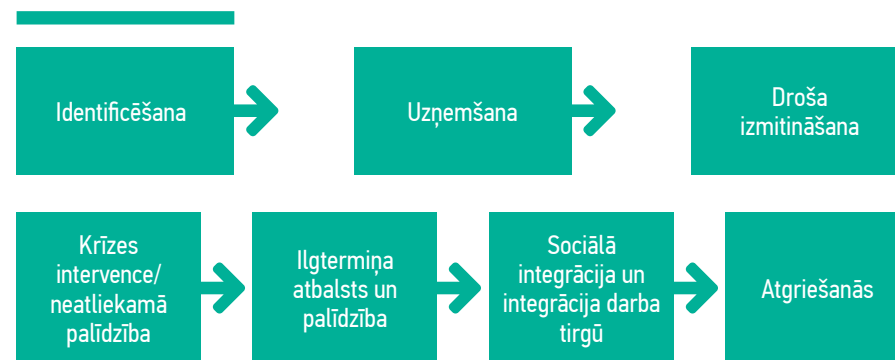 Identificēšana
Uzņemšana
Droša
izmitināšana
Krīzes
intervence/
neatliekamā
palīdzība
Ilgtermiņa
atbalsts un
palīdzība
Sociālā
integrācija un
integrācija darba
tirgū
Atgriešanās